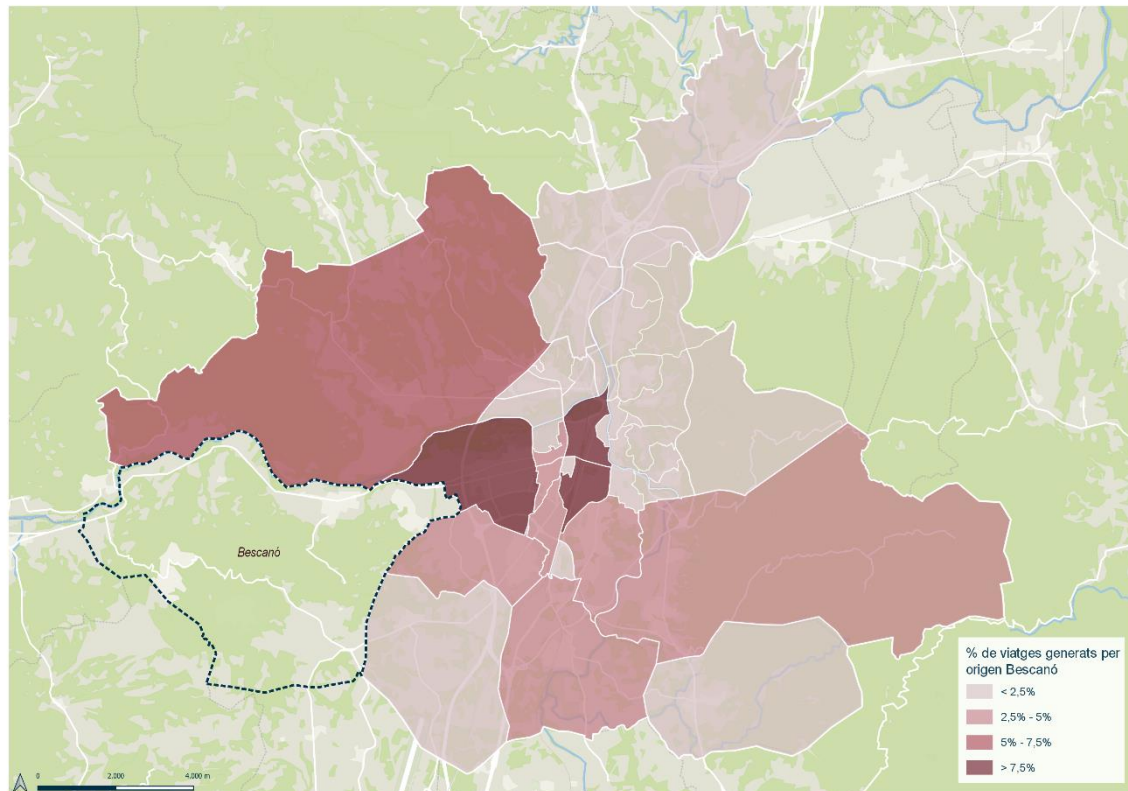 Bescanó
% de viatges generats per
origen Bescanó
< 2,5%
2,5% - 5%
5% - 7,5%
> 7,5%
0 2.000 4.000 m